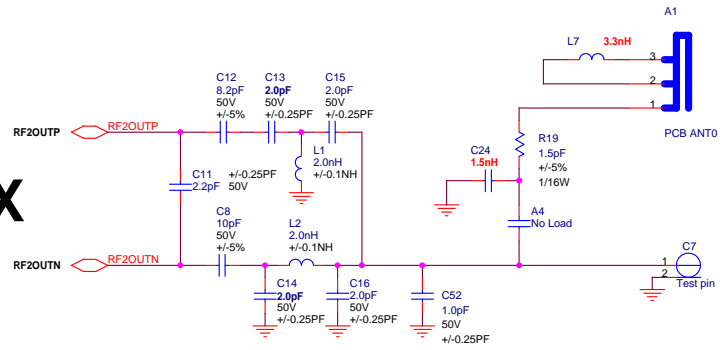 A1
L7 3.3nH
3
2
1
PCB ANT0
C12
8.2pF
50V
+/-5%
C13
2.0pF
50V
+/-0.25PF
C15
2.0pF
50V
+/-0.25PF
RF2OUTP RF2OUTP
L1
2.0nH
+/-0.1NH
C11
2.2pF
+/-0.25PF
50V
C24
1.5nH
R19
1.5pF
+/-5%
1/16W
X
C8
10pF
50V
+/-5%
L2
2.0nH
+/-0.1NH
A4
No Load
RF2OUTN RF2OUTN
C14
2.0pF
50V
+/-0.25PF
C16
2.0pF
50V
+/-0.25PF
C52
1.0pF
50V
+/-0.25PF
C7
1
2
Test pin